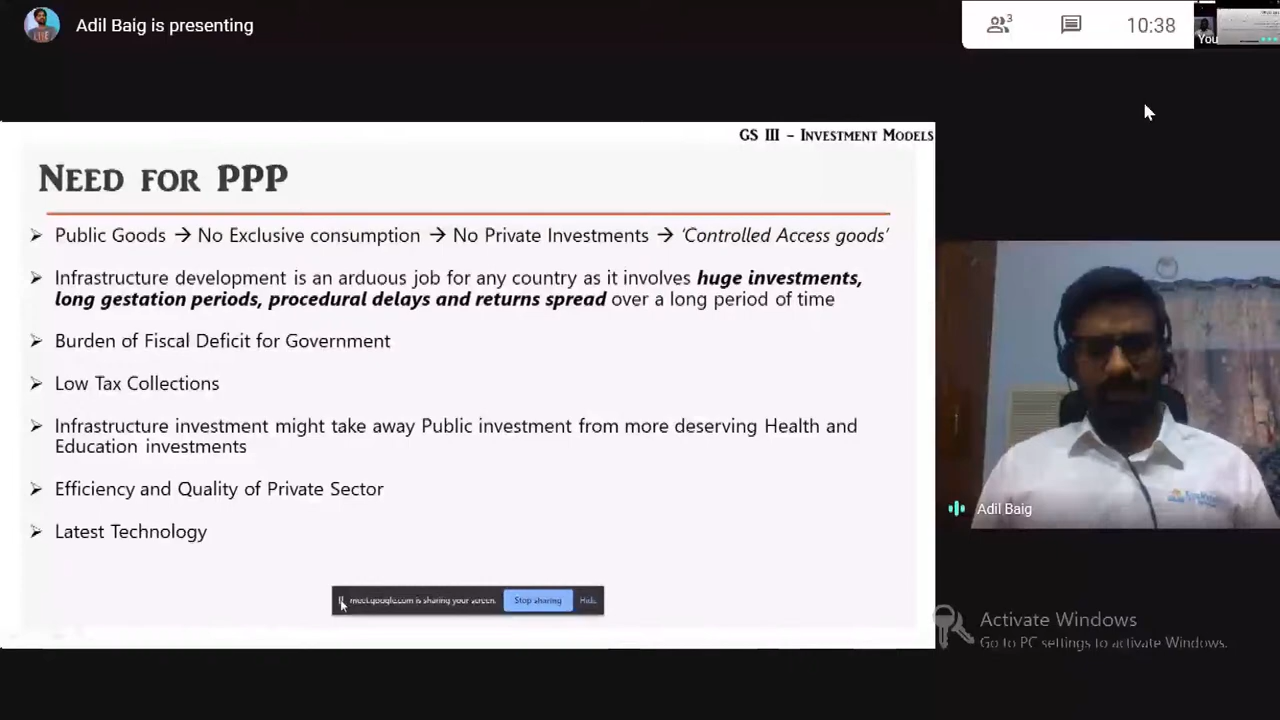 Adil Baig is presenting
3
10:38
You
GS III – Investment Models
Need for PPP
➢ Public Goods → No Exclusive consumption → No Private Investments → ‘Controlled Access goods’
➢ Infrastructure development is an arduous job for any country as it involves huge investments,
long gestation periods, procedural delays and returns spread over a long period of time
➢ Burden of Fiscal Deficit for Government
➢ Low Tax Collections
➢ Infrastructure investment might take away Public investment from more deserving Health and
Education investments
➢ Efficiency and Quality of Private Sector
➢ Latest Technology
meet.google.com is sharing your screen.
Stop sharing
Hide
Adil Baig
Activate Windows
Go to PC settings to activate Windows.